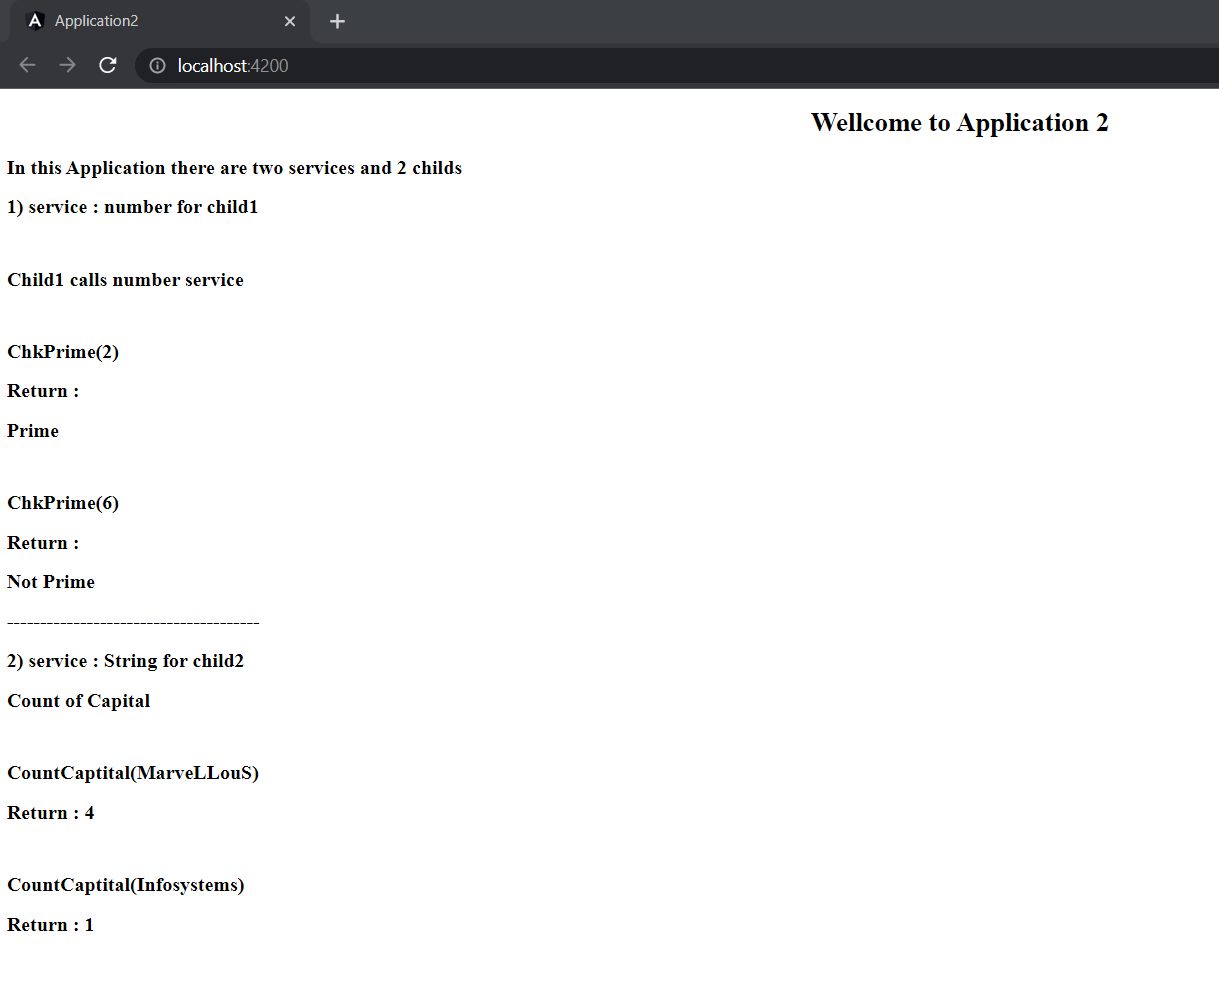 Application2
localhost:4200
Wellcome to Application 2
In this Application there are two services and 2 childs
1) service : number for child1
Child1 calls number service
ChkPrime(2)
Return :
Prime
ChkPrime(6)
Return :
Not Prime
---------------------------------------
2) service : String for child2
Count of Capital
CountCaptital(MarveLLouS)
Return : 4
CountCaptital(Infosystems)
Return : 1